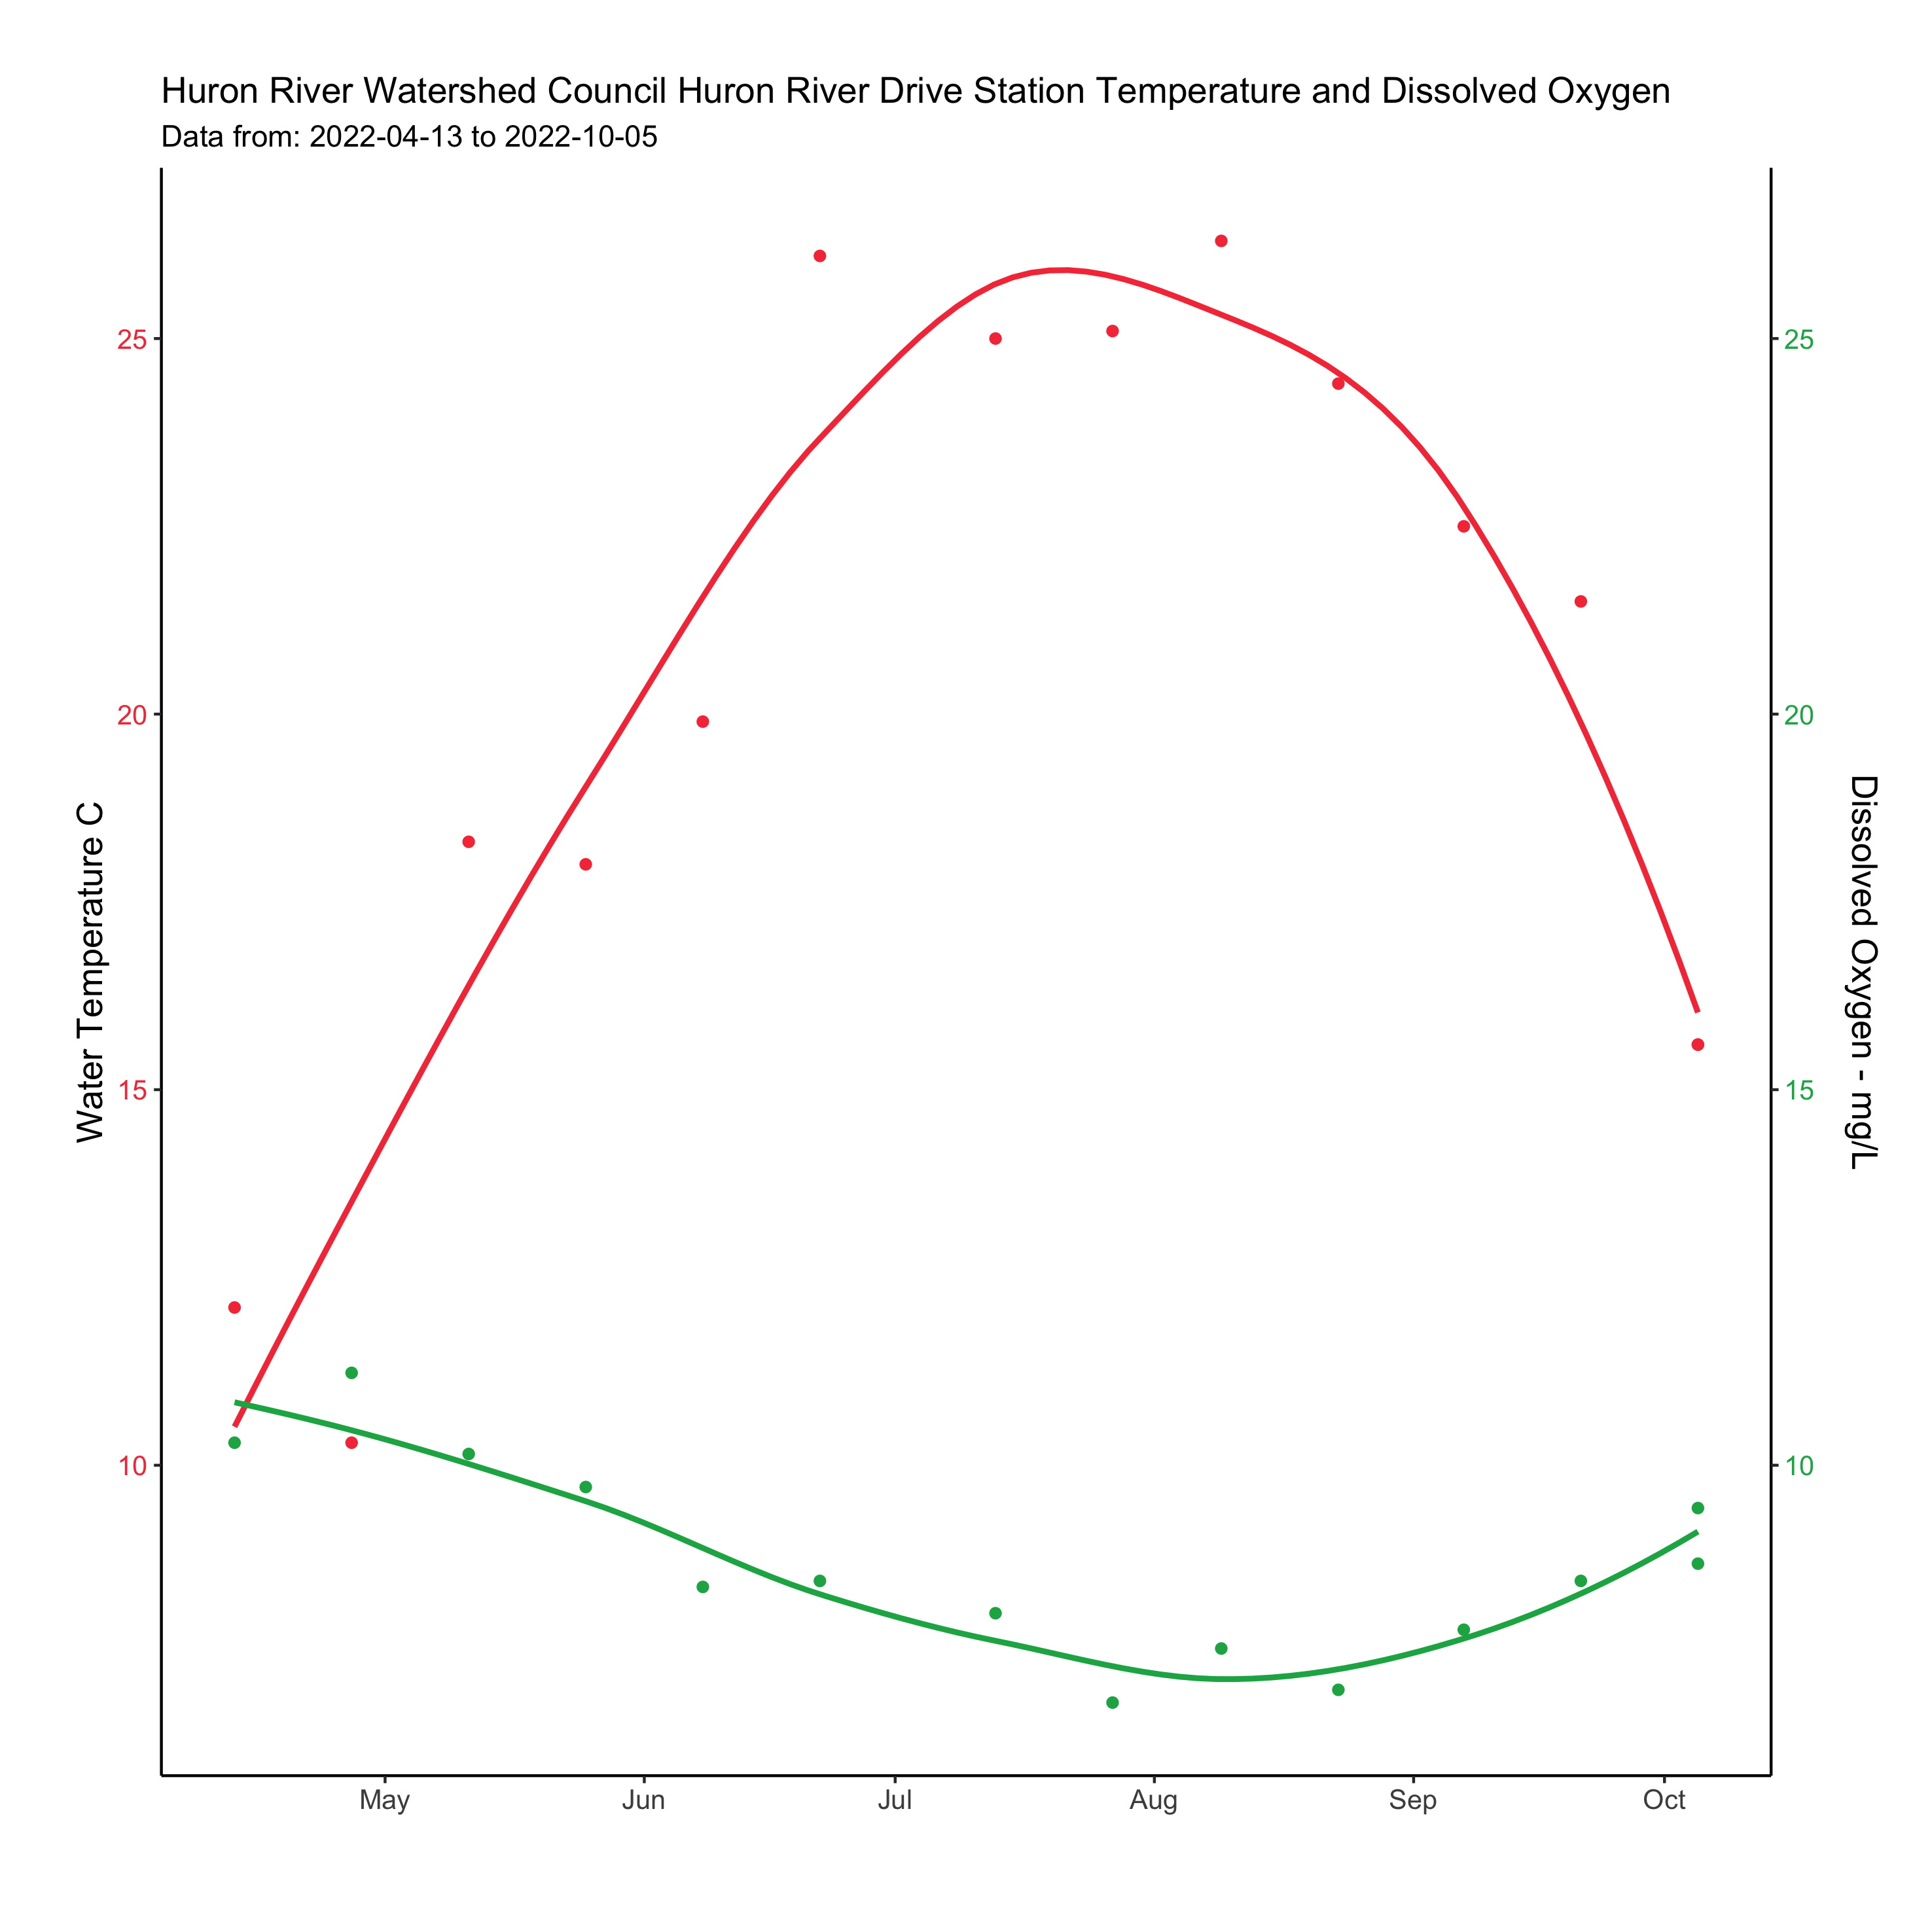 Huron River Watershed Council Huron River Drive Station Temperature and Dissolved Oxygen
Data from: 2022-04-13 to 2022-10-05
Water Temperature C
25
20
15
10
25
20
15
10
Dissolved Oxygen - mg/L
May
Jun
Jul
Aug
Sep
Oct